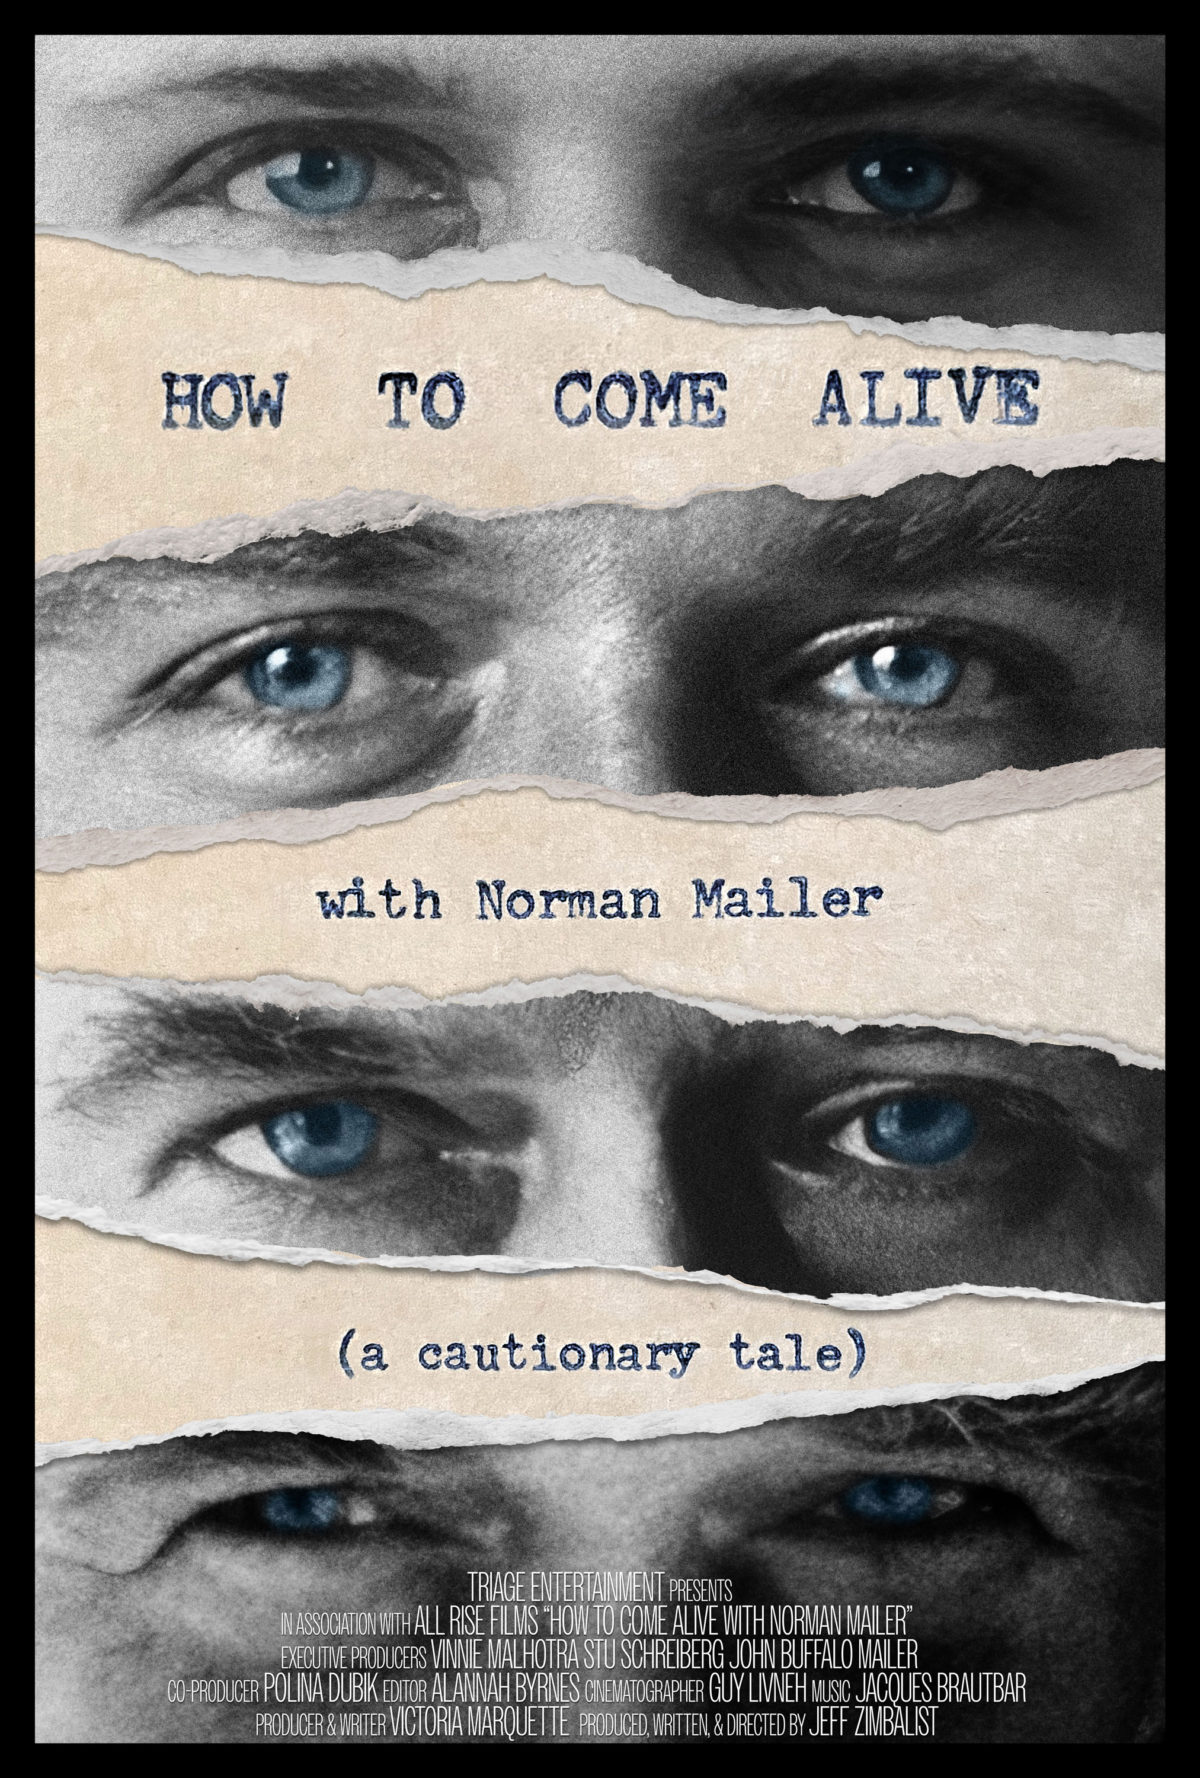 HOW TO COME ALIVE
with Norman Mailer
(a cautionary tale)
TRIAGE ENTERTAINMENT PRESENTS
IN ASSOCIATION WITH ALL RISE FILMS “HOW TO COME ALIVE WITH NORMAN MAILER”
EXECUTIVE PRODUCERS VINNIE MALHOTRA STU SCHREIBERG JOHN BUFFALO MAILER
CO-PRODUCER POLINA DUBIK EDITOR ALANNAH BYRNES CINEMATOGRAPHER GUY LIVNEH MUSIC JACQUES BRAUTBAR
PRODUCER & WRITER VICTORIA MARQUETTE PRODUCED, WRITTEN, & DIRECTED BY JEFF ZIMBALIST